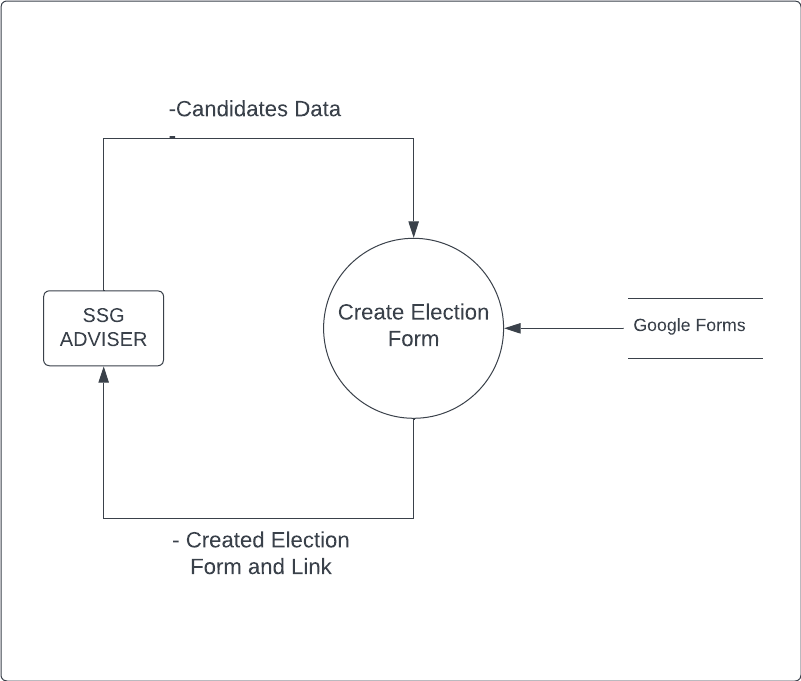 -Candidates Data
-
SSG
ADVISER
Create Election
Form
Google Forms
- Created Election
Form and Link